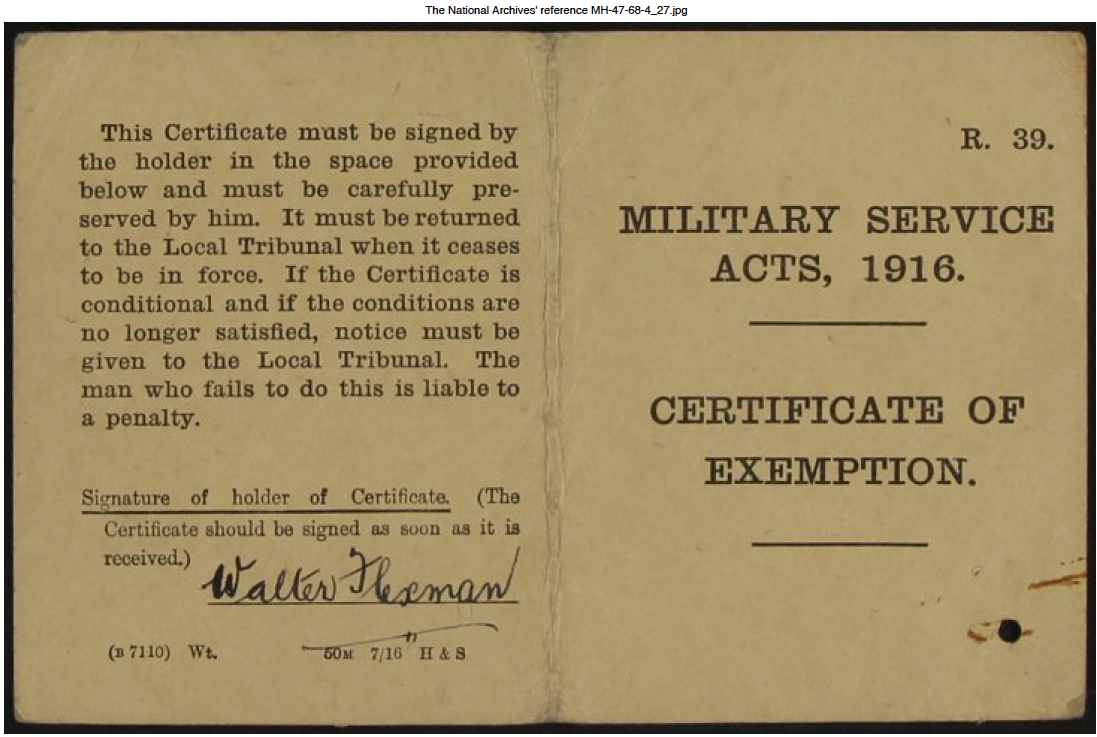 The National Archives' reference MH-47-68-4_27.jpg
This Certificate must be signed by
the holder in the space provided
below and must be carefully pre-
served by him. It must be returned
to the Local Tribunal when it ceases
to be in force. If the Certificate is
conditional and if the conditions are
no longer satisfied, notice must be
given to the Local Tribunal. The
man who fails to do this is liable to
a penalty.
Signature of holder of Certificate. (The
Certificate should be signed as soon as it is
received.)
Walter Flexman
(B 7110) Wt. 50M 7/16 H & S
R. 39.
MILITARY SERVICE
ACTS, 1916.
CERTIFICATE OF
EXEMPTION.